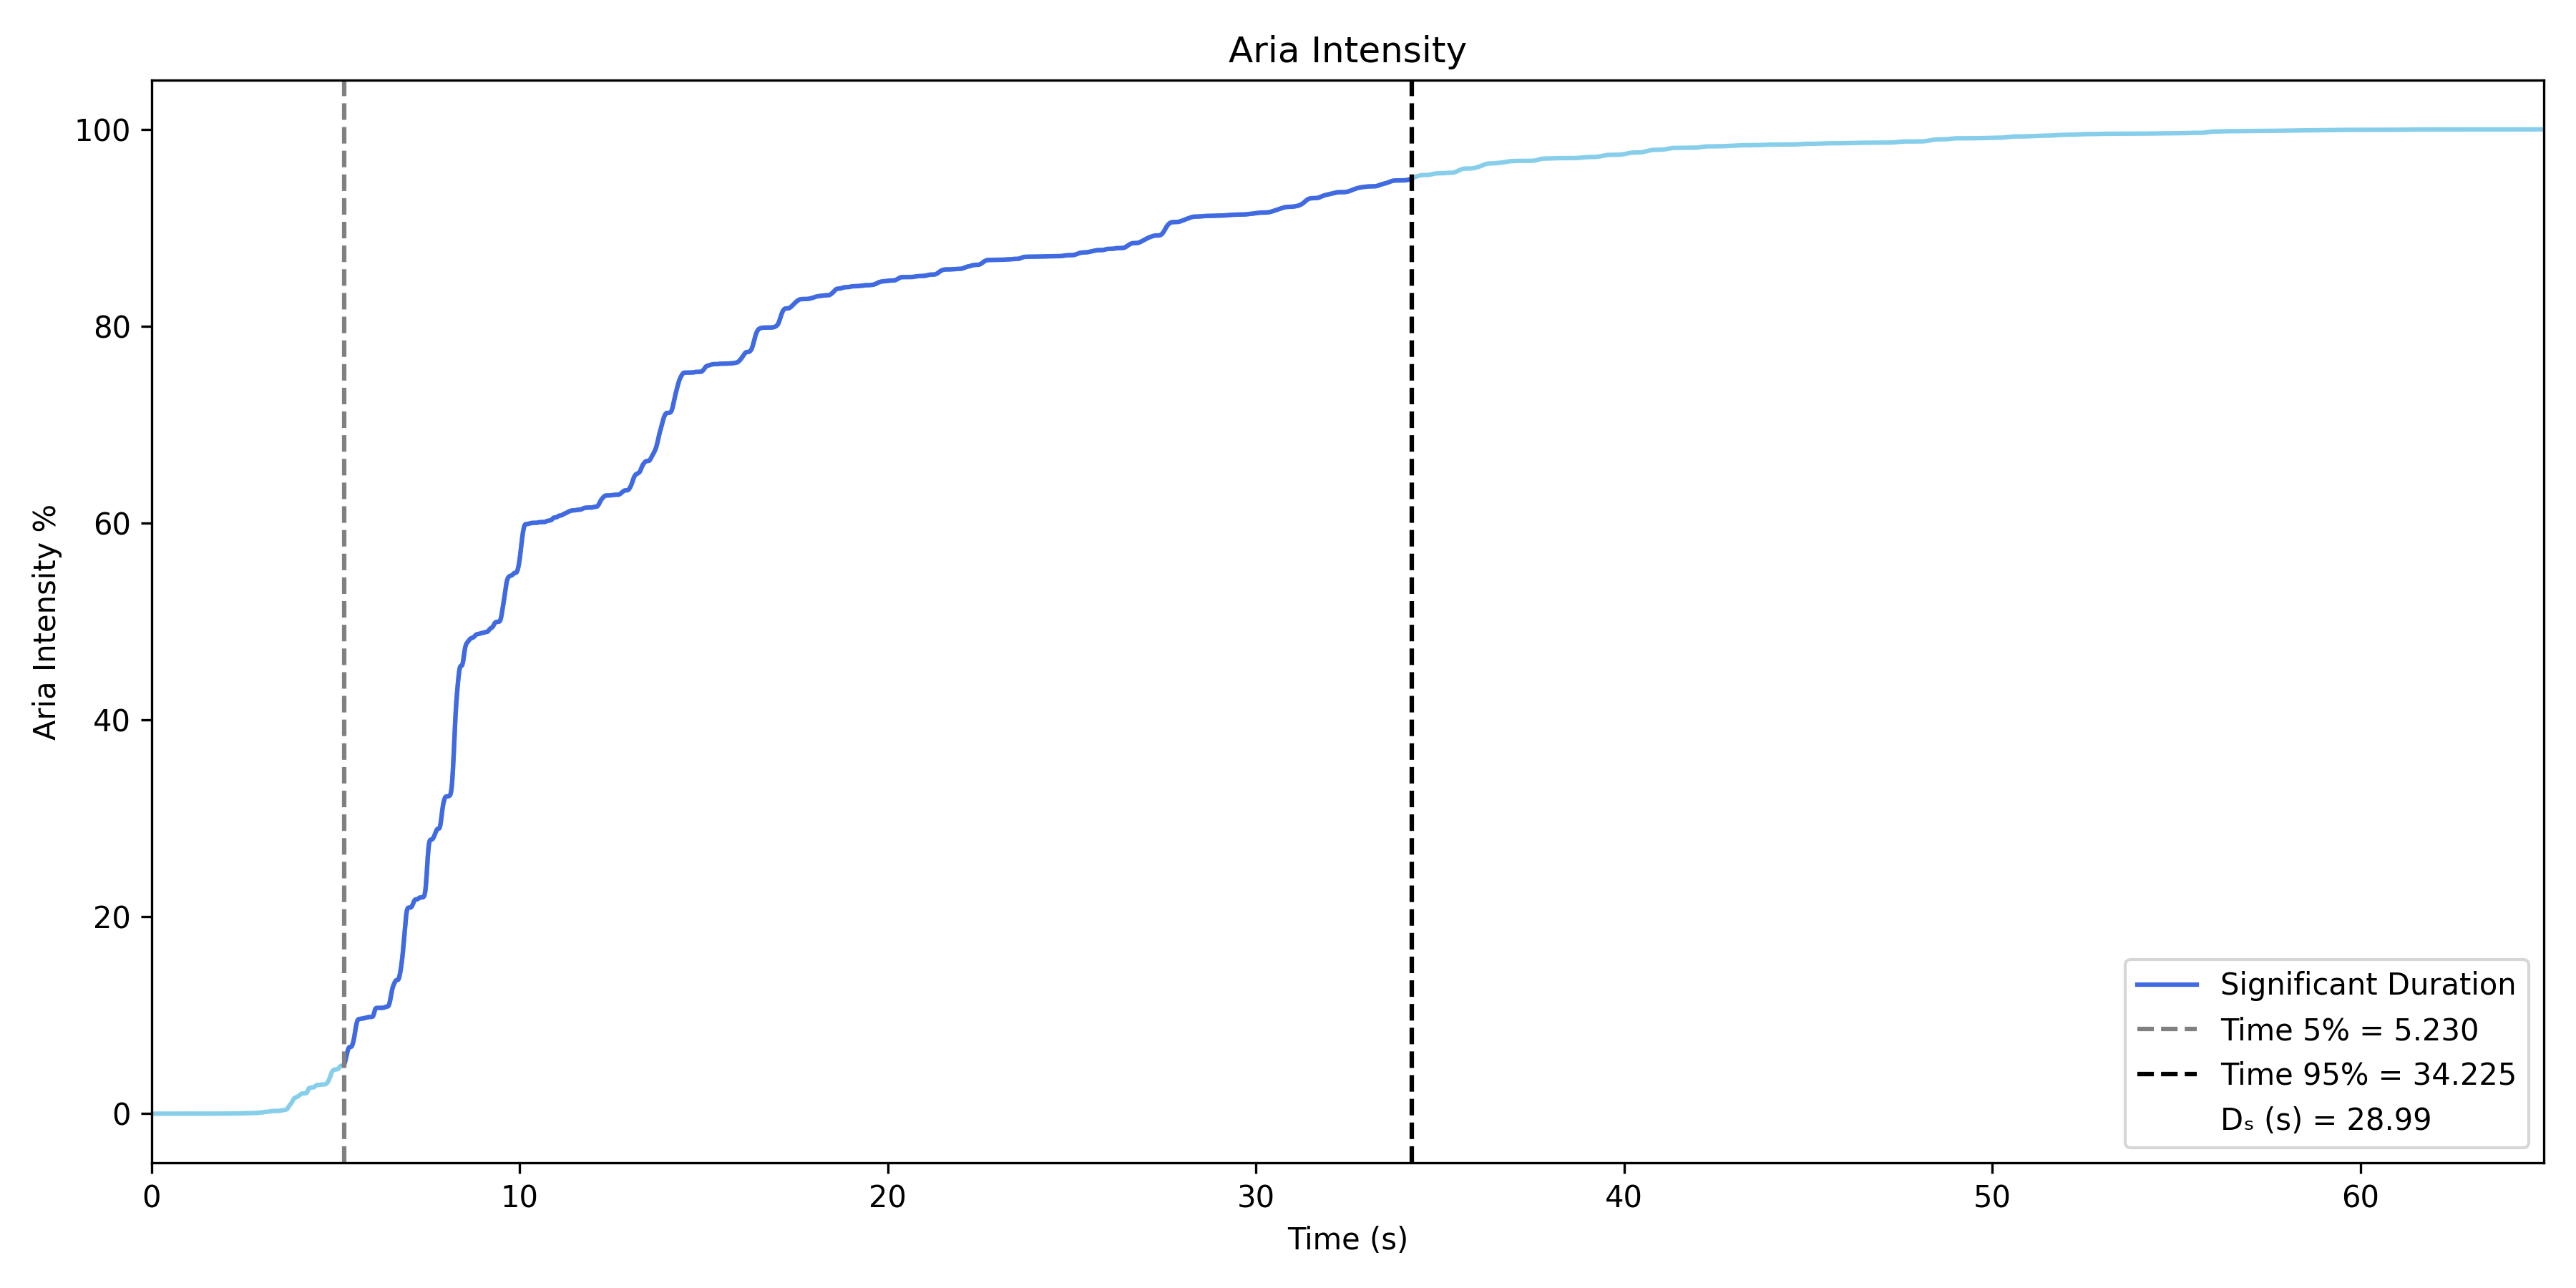 Aria Intensity
Aria Intensity %
100
80
60
40
20
0
0 10 20 30 40 50 60
Time (s)
Significant Duration
Time 5% = 5.230
Time 95% = 34.225
Dₛ (s) = 28.99